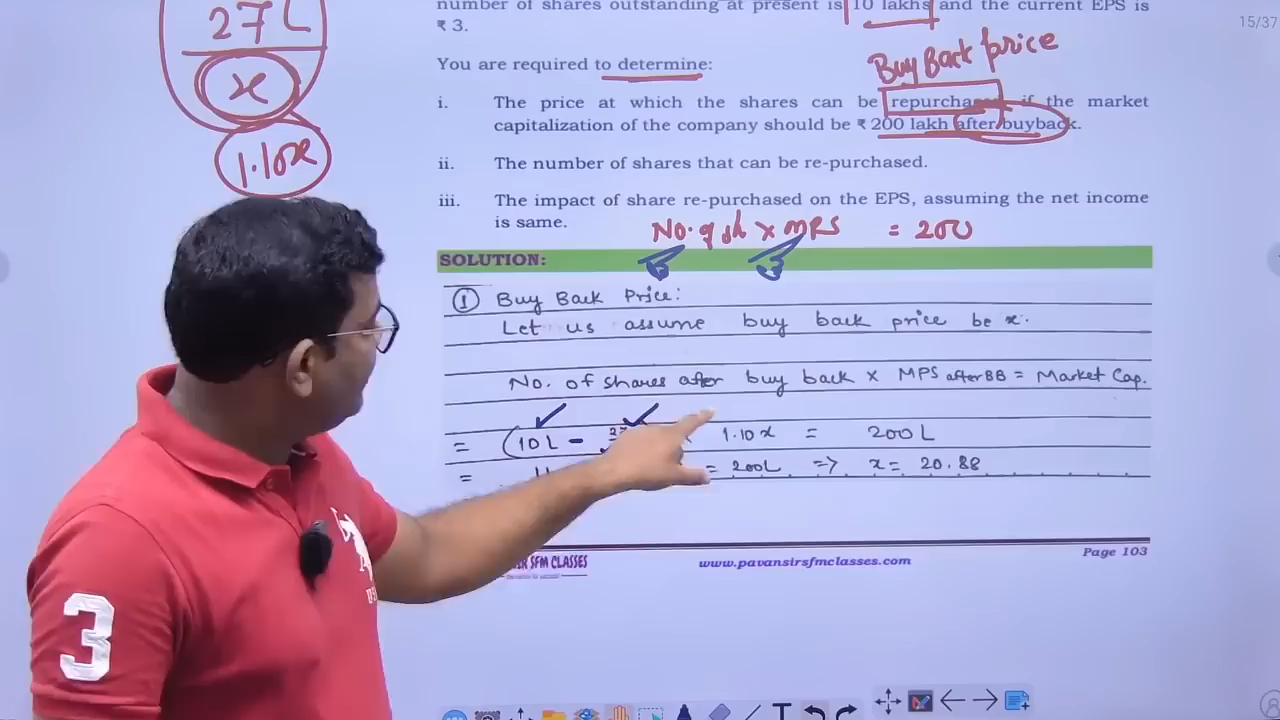 number of shares outstanding at present is 10 lakhs and the current EPS is
₹ 3.
15/37
27L
x
1.10x
Buy Back price
You are required to determine:
i. The price at which the shares can be repurchased if the market
capitalization of the company should be ₹ 200 lakh after buyback.
ii. The number of shares that can be re-purchased.
iii. The impact of share re-purchased on the EPS, assuming the net income
is same.
No. of sh x MPS = 200
SOLUTION:
① Buy Back Price:
Let us assume buy back price be x.
No. of shares after buy back x MPS after BB = Market Cap.
= (10L - 1.10x = 200L
= = 200L => x = 20.88
SFM CLASSES
www.pavansirsfmclasses.com
Page 103
3